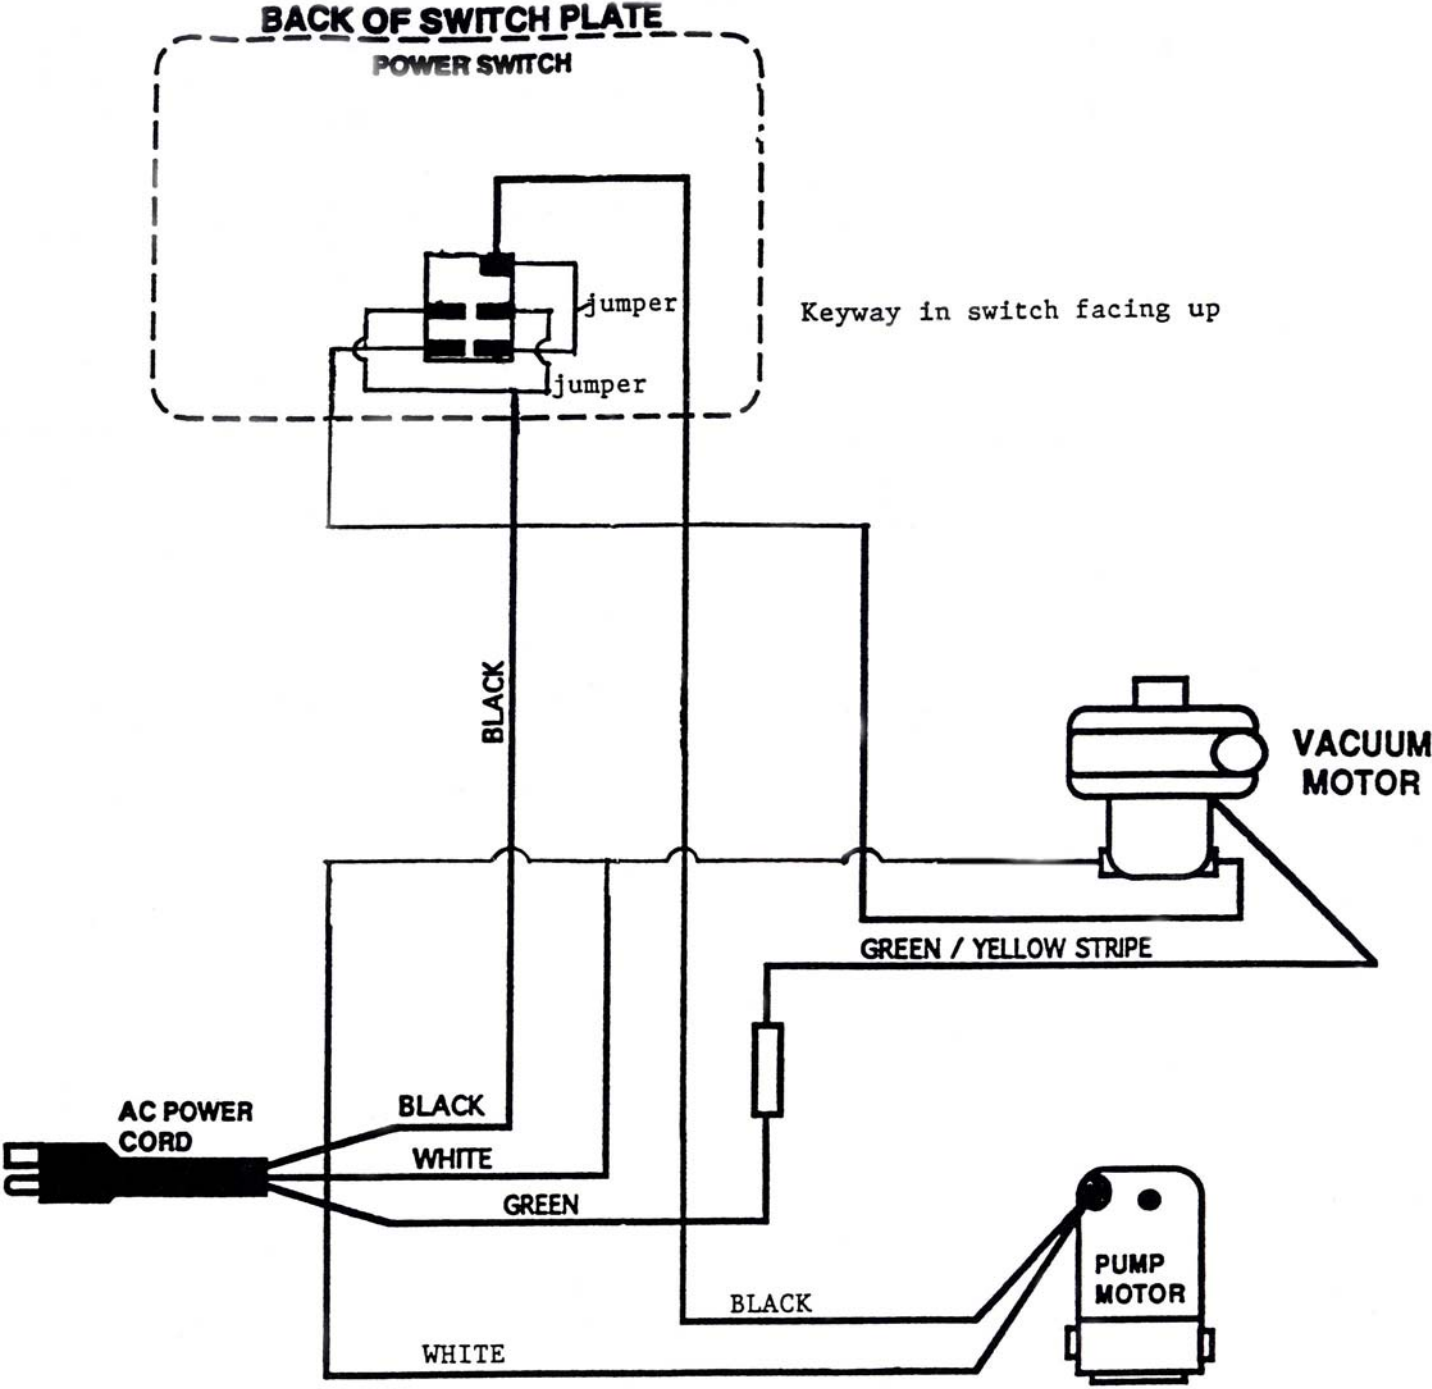 BACK OF SWITCH PLATE
POWER SWITCH
jumper
Keyway in switch facing up
jumper
BLACK
VACUUM
MOTOR
GREEN / YELLOW STRIPE
AC POWER
CORD
BLACK
WHITE
GREEN
PUMP
MOTOR
BLACK
WHITE